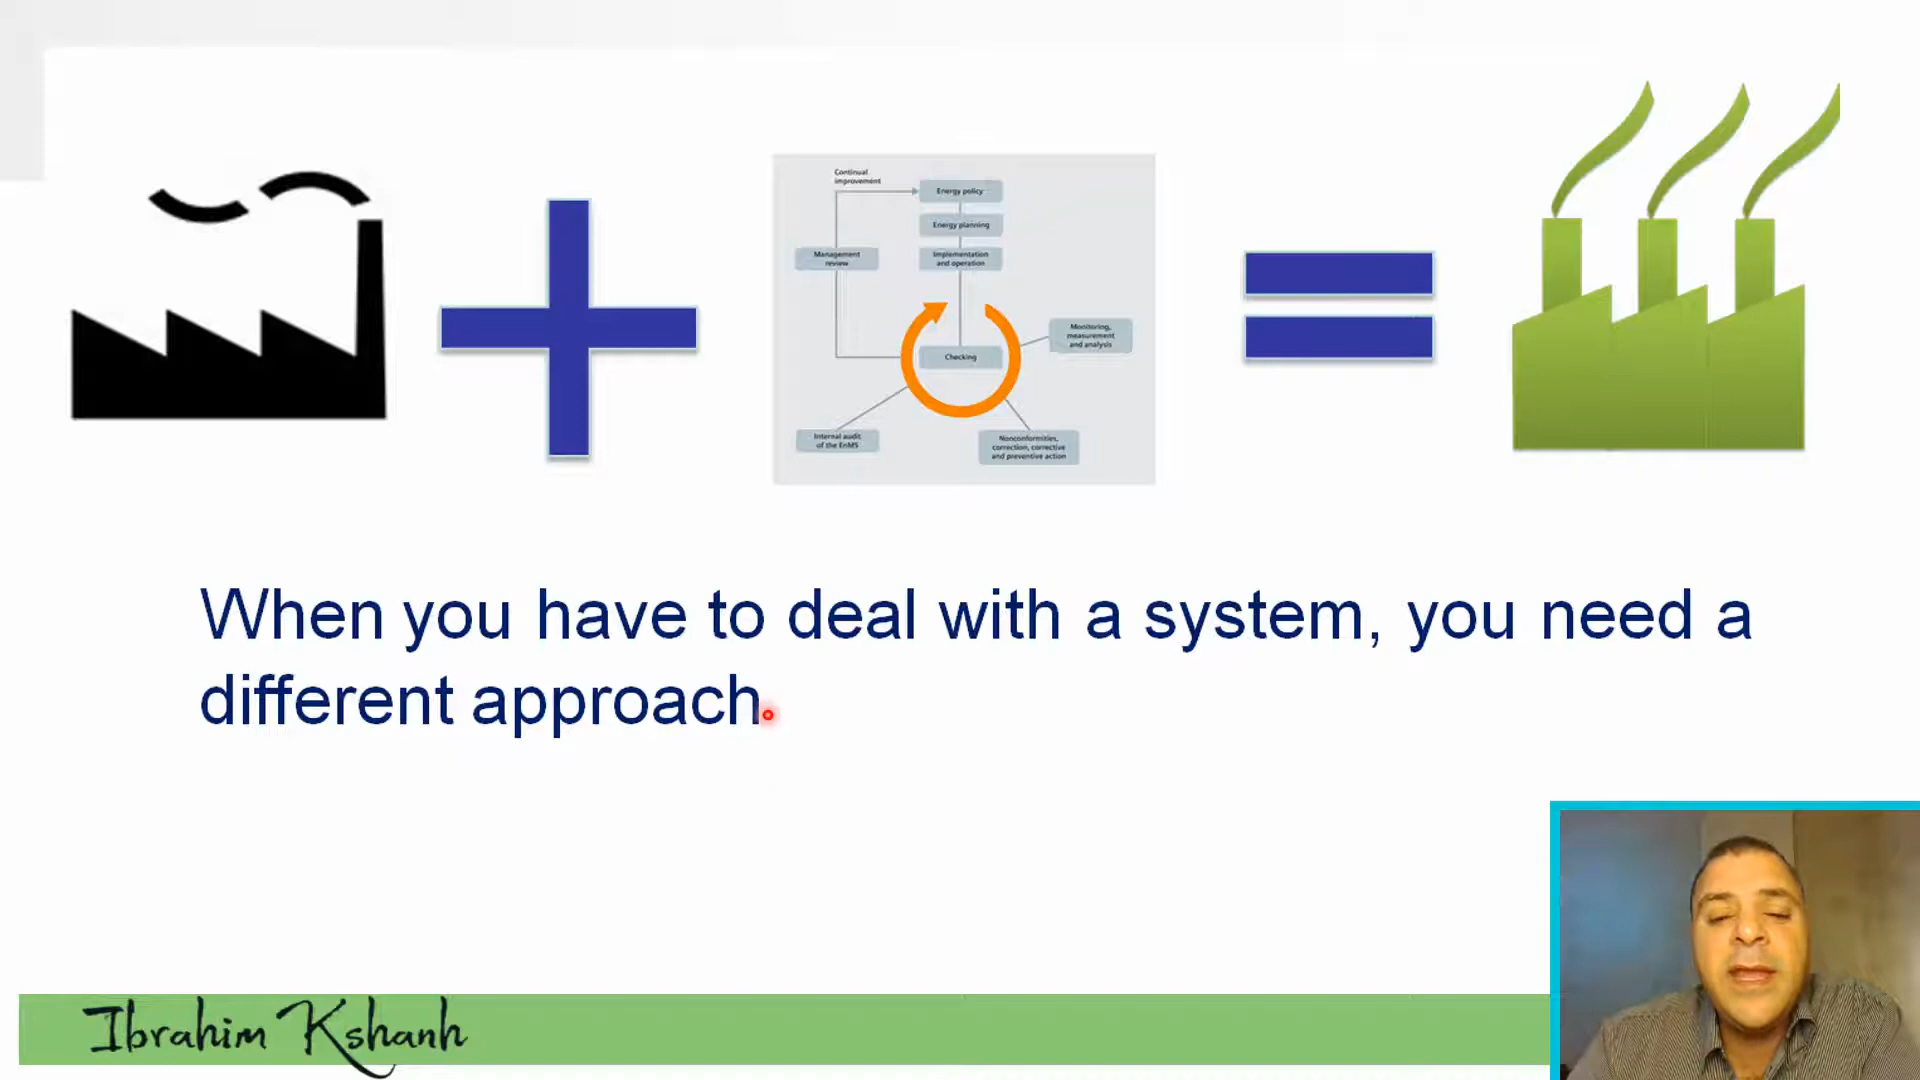 Continual
improvement
Energy policy
Energy planning
Management
review
Implementation
and operation
Monitoring,
measurement
and analysis
Checking
Internal audit
of the EnMS
Nonconformities,
correction, corrective
and preventive action
When you have to deal with a system, you need a
different approach.
Ibrahim Kshanh